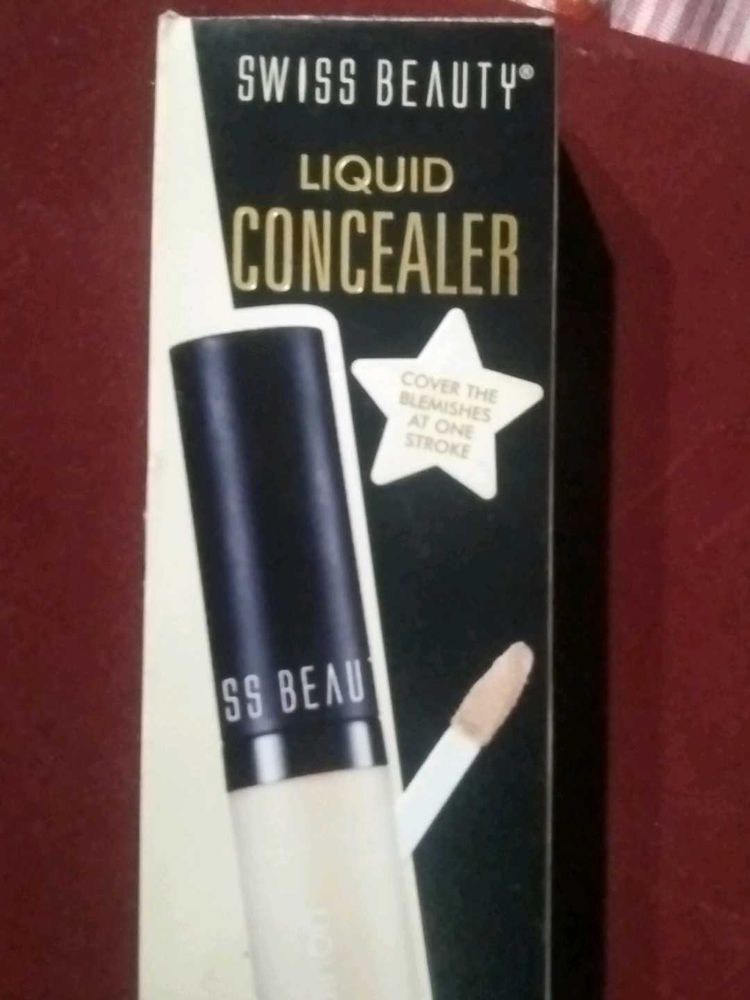 SWISS BEAUTY®
LIQUID
CONCEALER
COVER THE
BLEMISHES
AT ONE
STROKE
SS BEAU